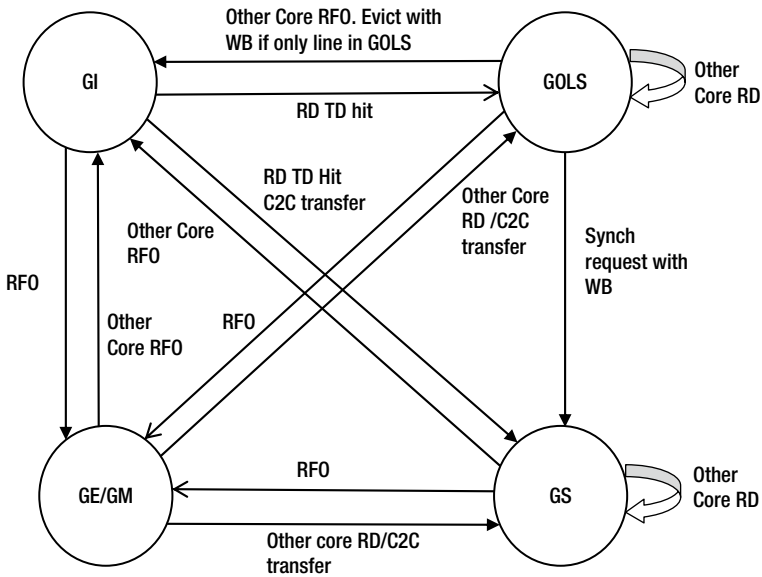 Other Core RFO. Evict with
WB if only line in GOLS
GI
GOLS
Other
Core RD
RD TD hit
RD TD Hit
C2C transfer
Other Core
RD /C2C
transfer
Other Core
RFO
Synch
request with
WB
RFO
Other
Core RFO
RFO
RFO
GE/GM
GS
Other
Core RD
Other core RD/C2C
transfer